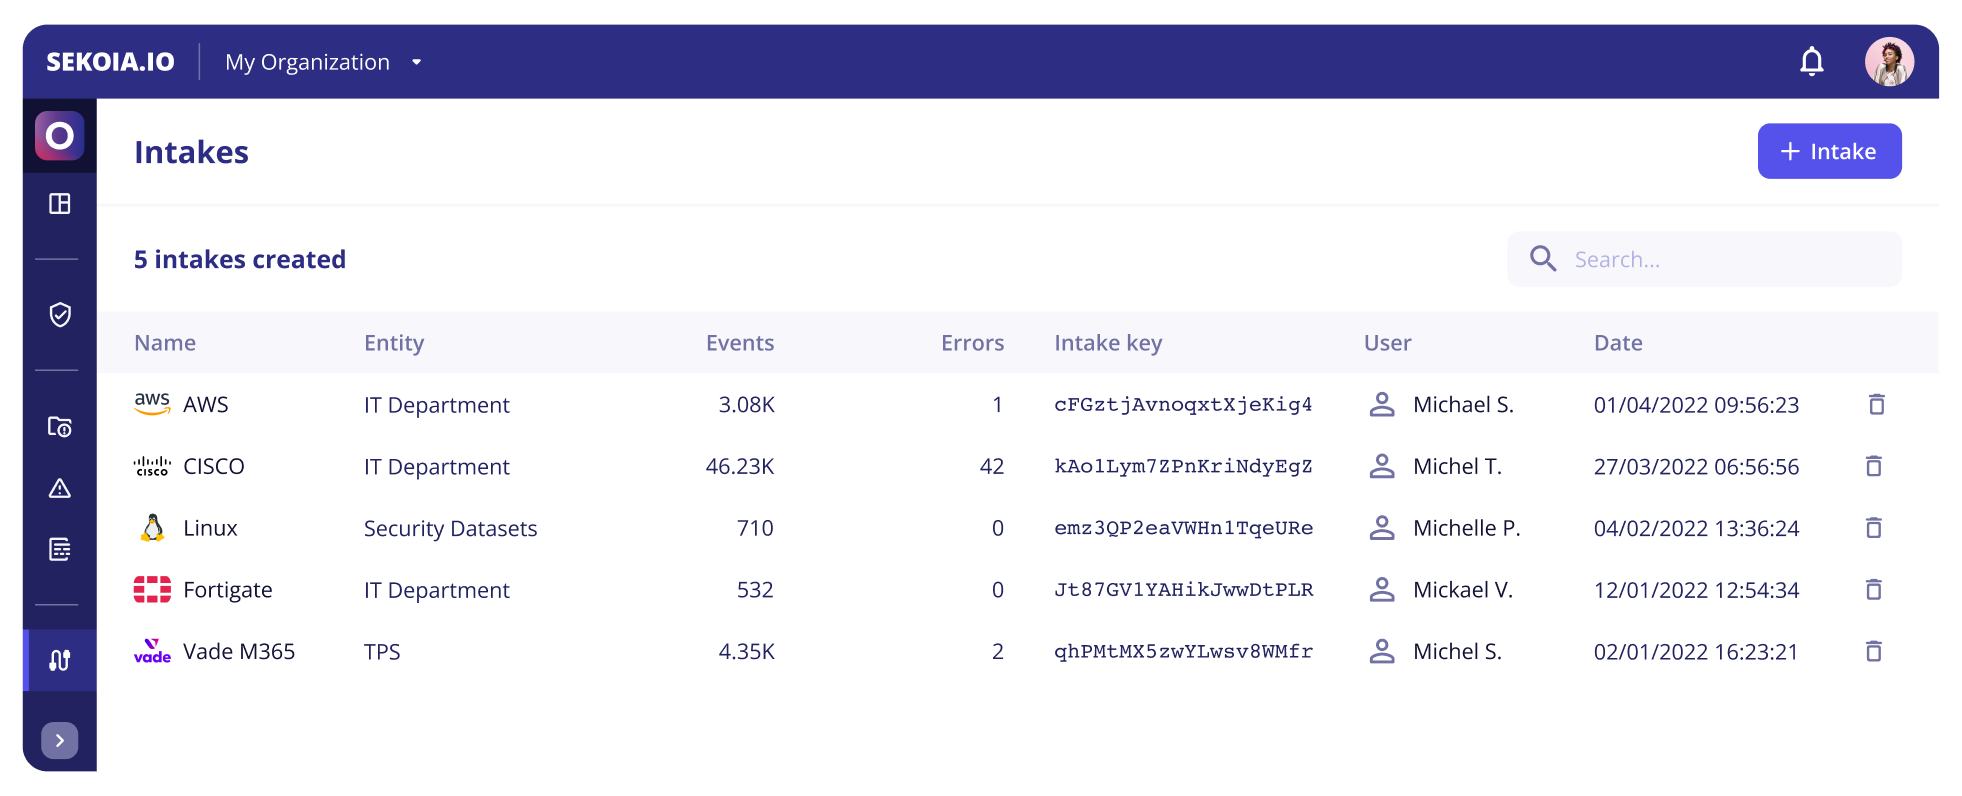 SEKOIA.IO My Organization
Intakes
+ Intake
5 intakes created
Search...
Name Entity Events Errors Intake key User Date
aws AWS IT Department 3.08K 1 cFGztjAvnoqxtXjeKig4 Michael S. 01/04/2022 09:56:23
CISCO CISCO IT Department 46.23K 42 kAo1Lym7ZPnKriNdyEgZ Michel T. 27/03/2022 06:56:56
Linux Security Datasets 710 0 emz3QP2eaVWHn1TqeURe Michelle P. 04/02/2022 13:36:24
Fortigate IT Department 532 0 Jt87GV1YAHikJwwDtPLR Mickael V. 12/01/2022 12:54:34
vade Vade M365 TPS 4.35K 2 qhPMtMX5zwYLwsv8WMfr Michel S. 02/01/2022 16:23:21